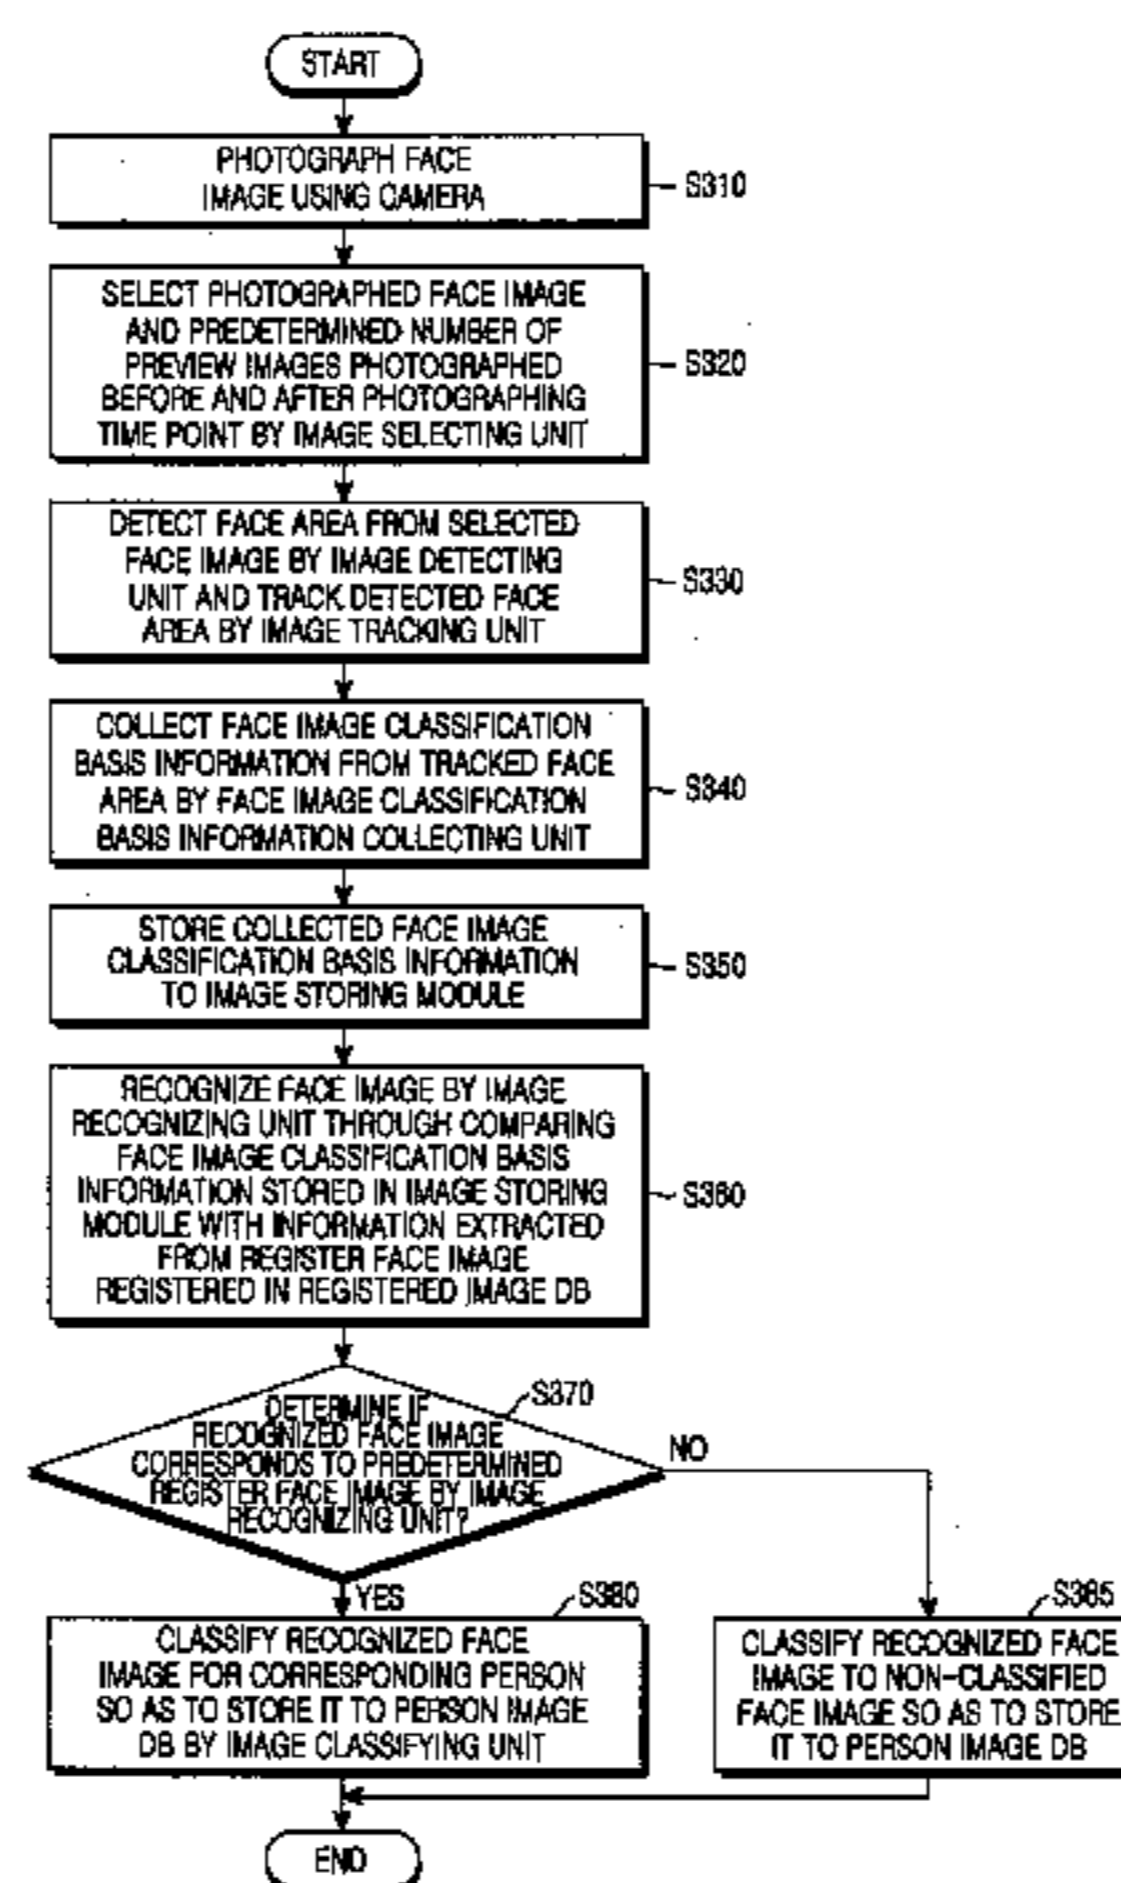 START
PHOTOGRAPH FACE
IMAGE USING CAMERA
S310
SELECT PHOTOGRAPHED FACE IMAGE
AND PREDETERMINED NUMBER OF
PREVIEW IMAGES PHOTOGRAPHED
BEFORE AND AFTER PHOTOGRAPHING
TIME POINT BY IMAGE SELECTING UNIT
S320
DETECT FACE AREA FROM SELECTED
FACE IMAGE BY IMAGE DETECTING
UNIT AND TRACK DETECTED FACE
AREA BY IMAGE TRACKING UNIT
S330
COLLECT FACE IMAGE CLASSIFICATION
BASIS INFORMATION FROM TRACKED FACE
AREA BY FACE IMAGE CLASSIFICATION
BASIS INFORMATION COLLECTING UNIT
S340
STORE COLLECTED FACE IMAGE
CLASSIFICATION BASIS INFORMATION
TO IMAGE STORING MODULE
S350
RECOGNIZE FACE IMAGE BY IMAGE
RECOGNIZING UNIT THROUGH COMPARING
FACE IMAGE CLASSIFICATION BASIS
INFORMATION STORED IN IMAGE STORING
MODULE WITH INFORMATION EXTRACTED
FROM REGISTER FACE IMAGE
REGISTERED IN REGISTERED IMAGE DB
S360
S370
DETERMINE IF
RECOGNIZED FACE IMAGE
CORRESPONDS TO PREDETERMINED
REGISTER FACE IMAGE BY IMAGE
RECOGNIZING UNIT?
NO
YES
S380
CLASSIFY RECOGNIZED FACE
IMAGE FOR CORRESPONDING PERSON
SO AS TO STORE IT TO PERSON IMAGE
DB BY IMAGE CLASSIFYING UNIT
S385
CLASSIFY RECOGNIZED FACE
IMAGE TO NON-CLASSIFIED
FACE IMAGE SO AS TO STORE
IT TO PERSON IMAGE DB
END